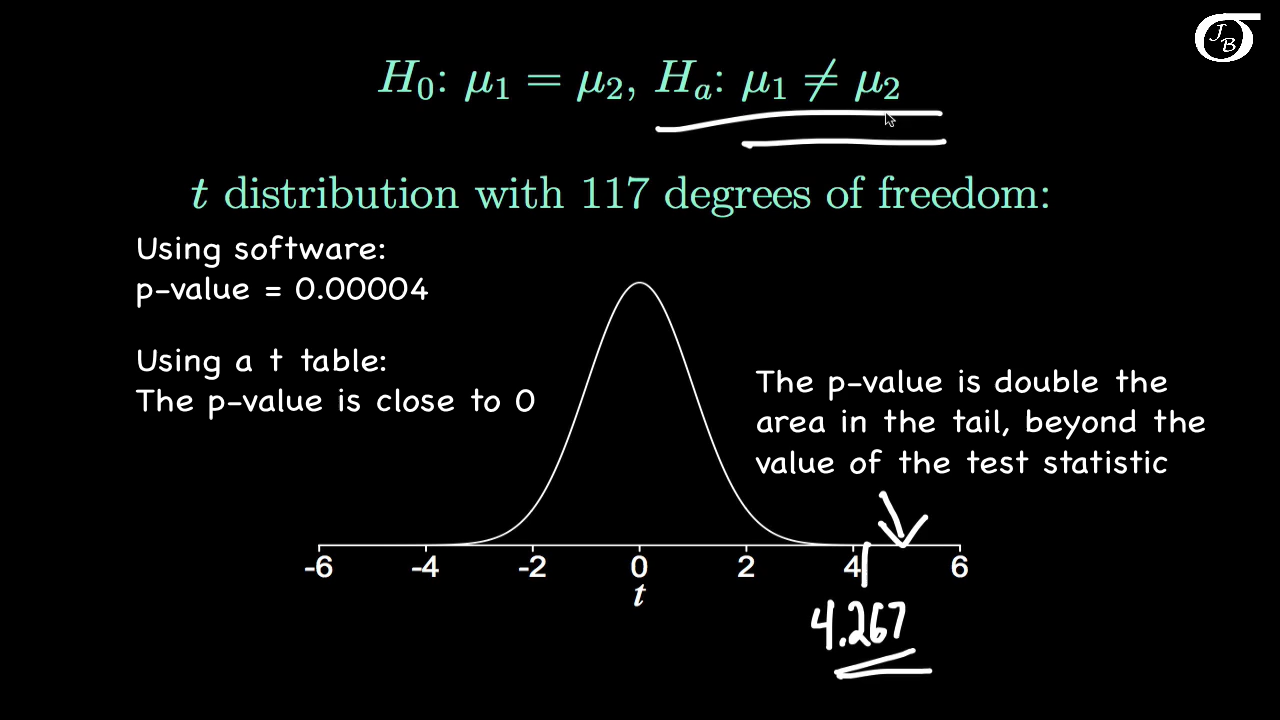 JB
H₀: μ₁ = μ₂, Hₐ: μ₁ ≠ μ₂
t distribution with 117 degrees of freedom:
Using software:
p-value = 0.00004
Using a t table:
The p-value is close to 0
The p-value is double the
area in the tail, beyond the
value of the test statistic
-6 -4 -2 0 2 4 6
t
4.267